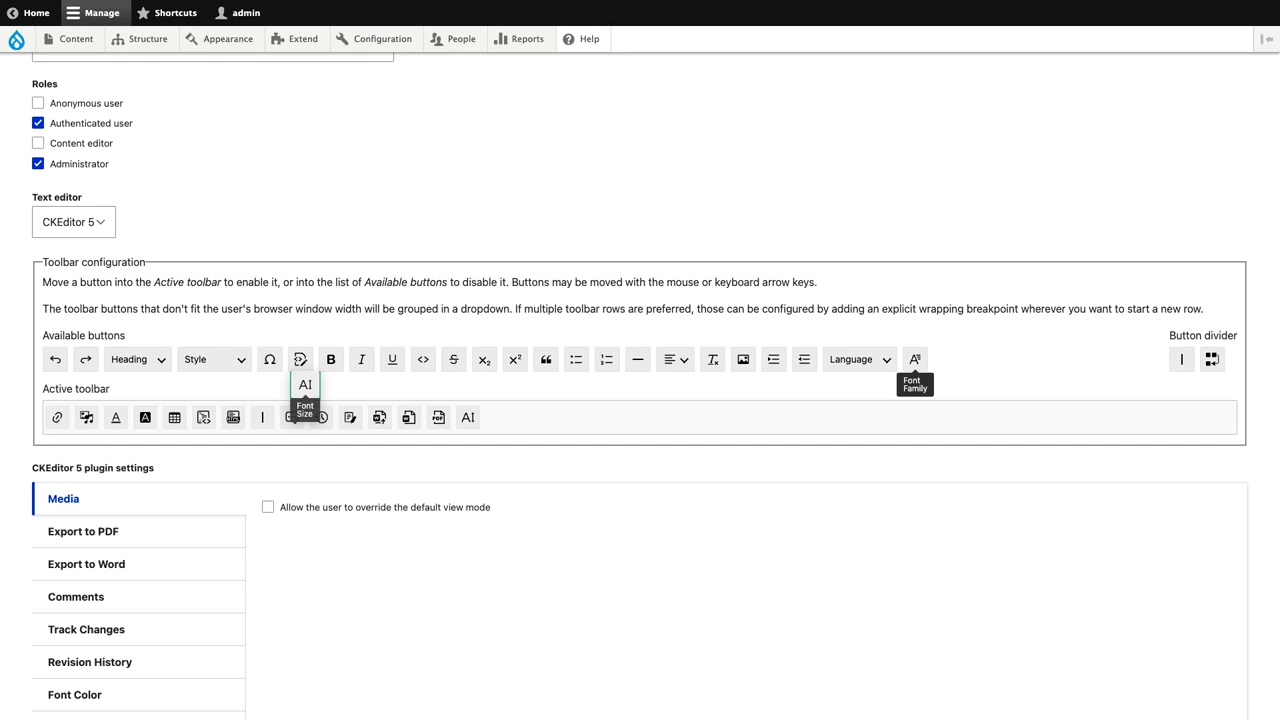 Home Manage Shortcuts admin
Content Structure Appearance Extend Configuration People Reports Help
Roles
Anonymous user
Authenticated user
Content editor
Administrator
Text editor
CKEditor 5
Toolbar configuration
Move a button into the Active toolbar to enable it, or into the list of Available buttons to disable it. Buttons may be moved with the mouse or keyboard arrow keys.
The toolbar buttons that don't fit the user's browser window width will be grouped in a dropdown. If multiple toolbar rows are preferred, those can be configured by adding an explicit wrapping breakpoint wherever you want to start a new row.
Available buttons Button divider
Heading Style Language
Font
Family
Active toolbar
Font
Size
CKEditor 5 plugin settings
Media
Allow the user to override the default view mode
Export to PDF
Export to Word
Comments
Track Changes
Revision History
Font Color